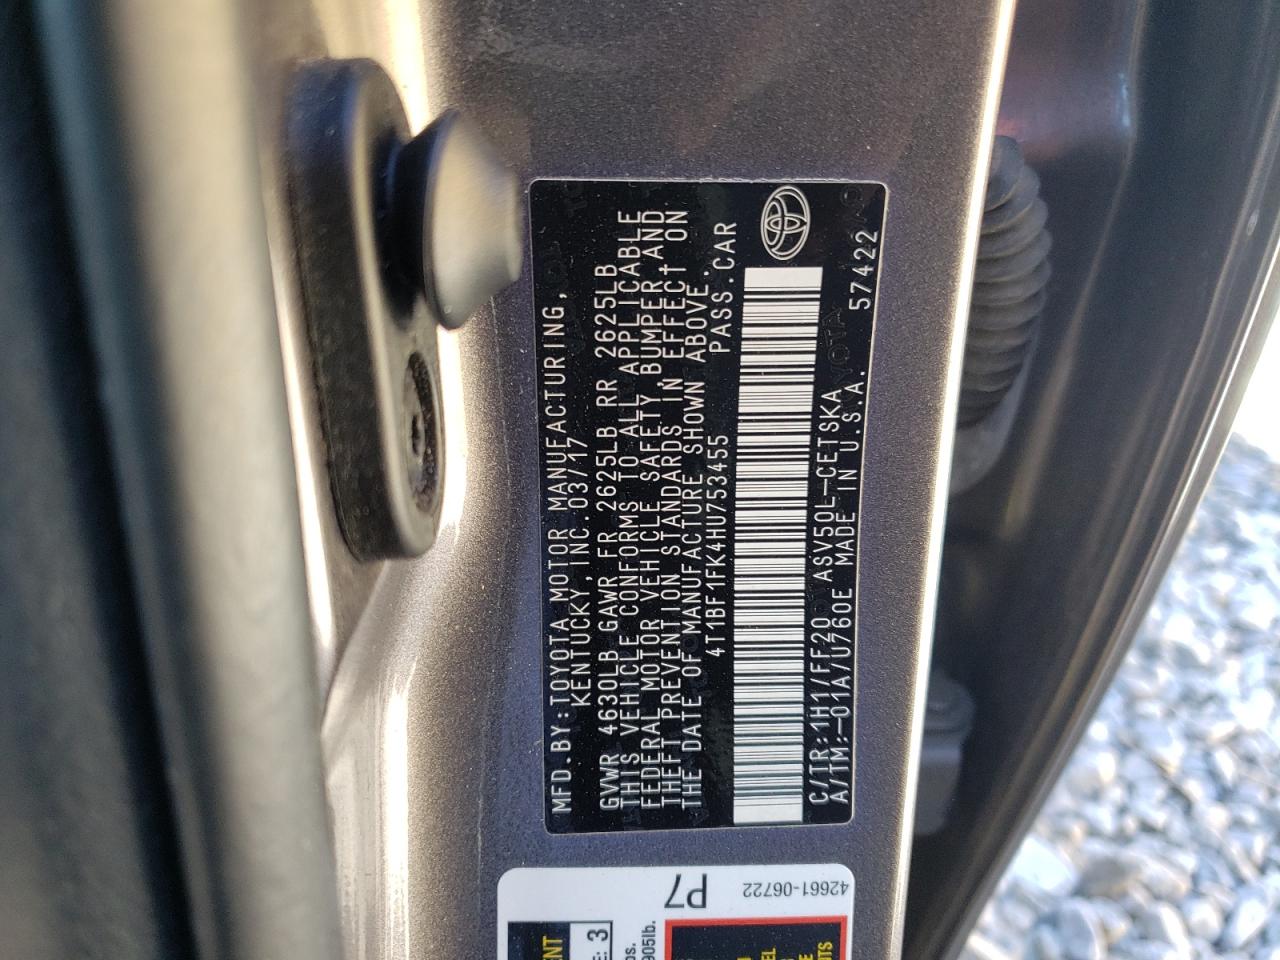 MFD.BY:TOYOTA MOTOR MANUFACTURING,
KENTUCKY, INC. 03/17
GVWR 4630LB GAWR FR 2625LB RR 2625LB
THIS VEHICLE CONFORMS TO ALL APPLICABLE
FEDERAL MOTOR VEHICLE SAFETY, BUMPER, AND
THEFT PREVENTION STANDARDS IN EFFECT ON
THE DATE OF MANUFACTURE SHOWN ABOVE.
4T1BF1FK4HU753455 PASS.CAR
C/TR:1H1/FF20 ASV50L-CETSKA
A/TM:-01A/U760E MADE IN U.S.A. 57422
P7
42661-06722
3
905lb.